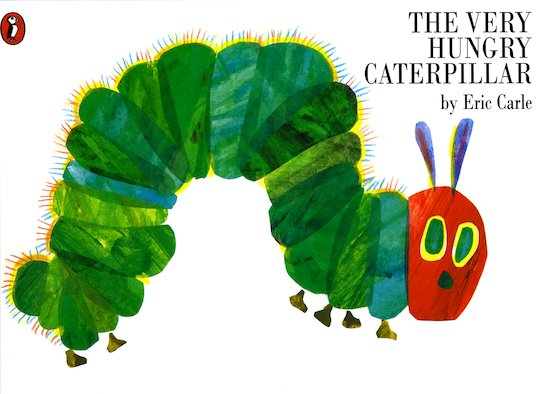 THE VERY
HUNGRY
CATERPILLAR
by Eric Carle